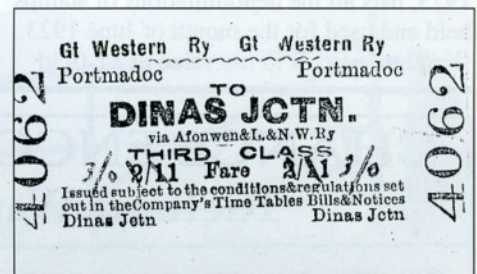 Gt Western Ry Gt Western Ry
Portmadoc Portmadoc
TO
DINAS JCTN.
via Afonwen&L.&N.W.Ry
THIRD CLASS
3/0 2/11 Fare 2/11 3/0
Issued subject to the conditions&regulations set
out in theCompany's Time Tables Bills&Notices
Dinas Jctn Dinas Jctn
4062
4062